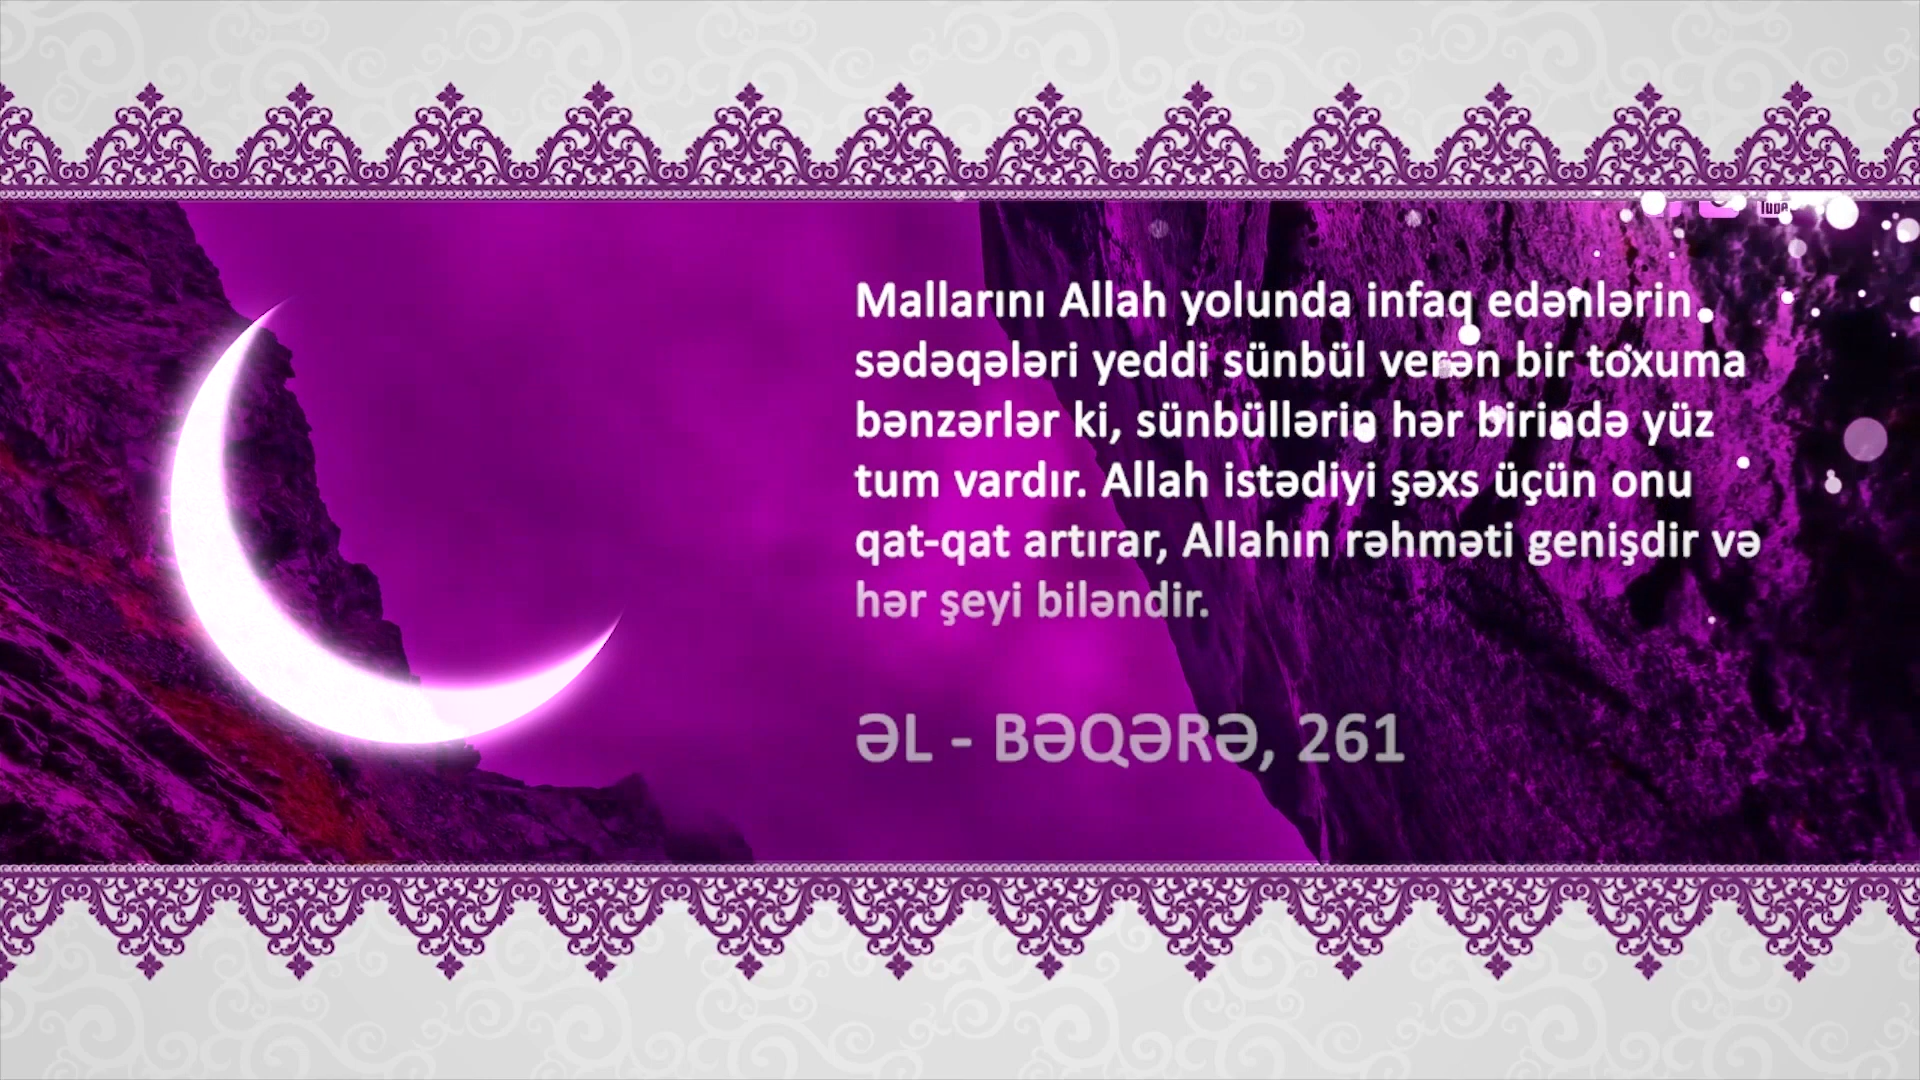 Mallarını Allah yolunda infaq edənlərin
sədəqələri yeddi sünbül verən bir toxuma
bənzərlər ki, sünbüllərin hər birində yüz
tum vardır. Allah istədiyi şəxs üçün onu
qat-qat artırar, Allahın rəhməti genişdir və
hər şeyi biləndir.
ƏL - BƏQƏRƏ, 261